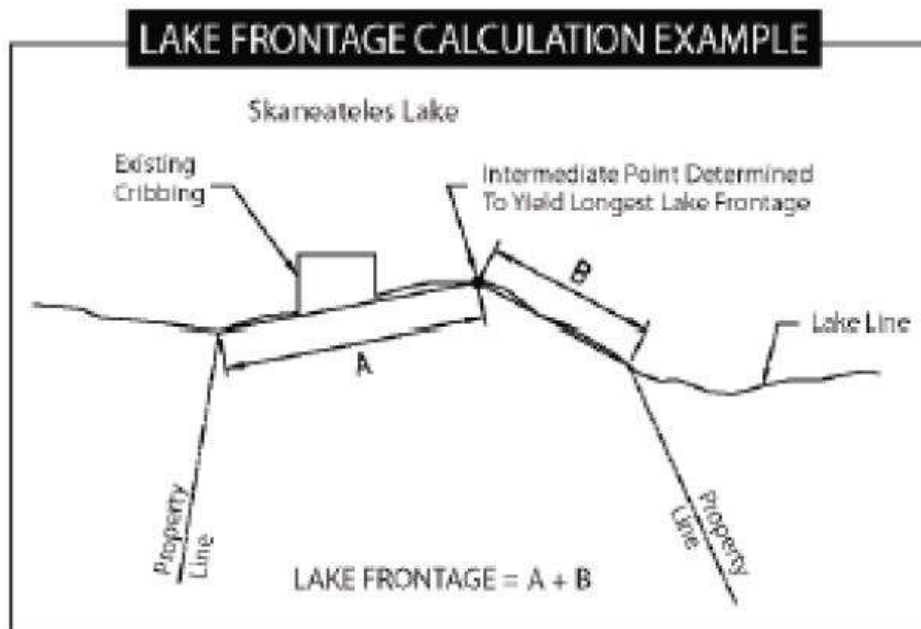 LAKE FRONTAGE CALCULATION EXAMPLE
Skaneateles Lake
Existing
Cribbing
Intermediate Point Determined
To Yield Longest Lake Frontage
B
Lake Line
A
Property
Line
Property
Line
LAKE FRONTAGE = A + B